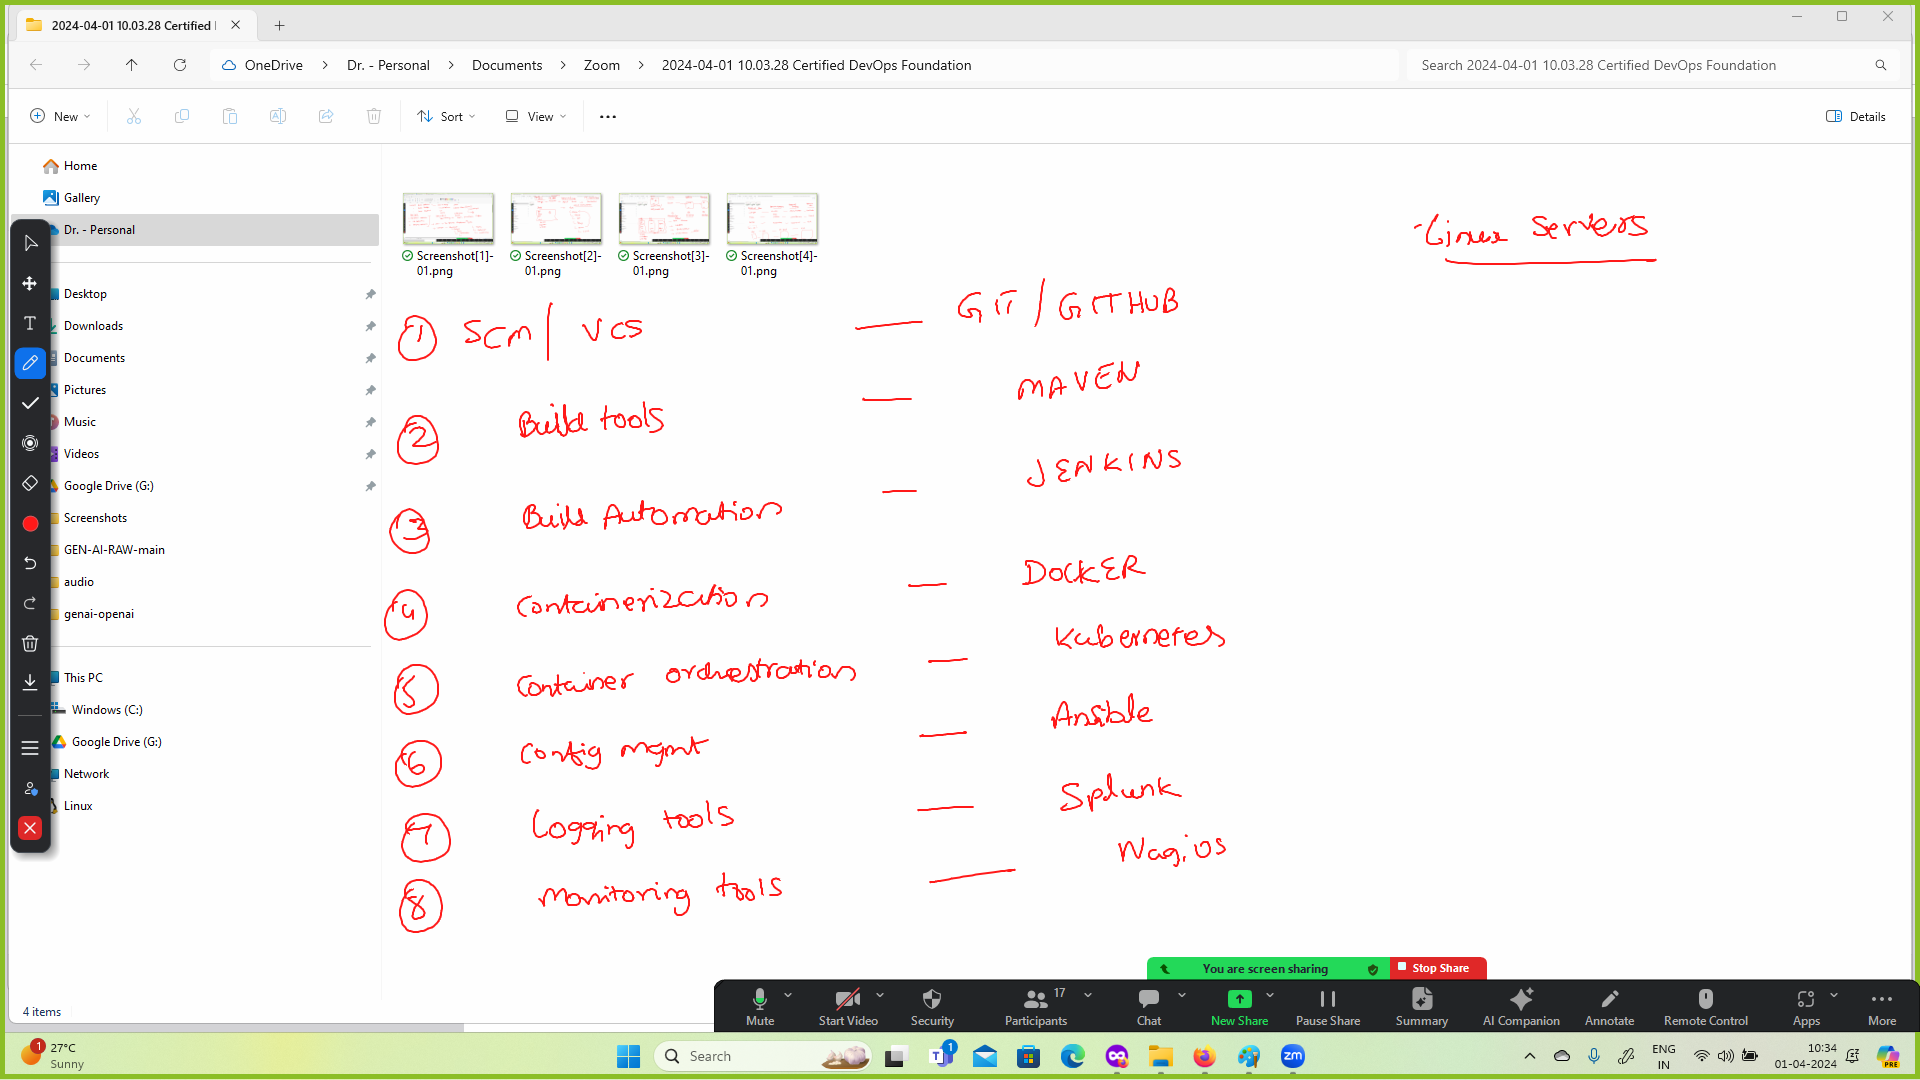 2024-04-01 10.03.28 Certified
OneDrive > Dr. - Personal > Documents > Zoom > 2024-04-01 10.03.28 Certified DevOps Foundation
Search 2024-04-01 10.03.28 Certified DevOps Foundation
New
Sort
View
Details
Home
Gallery
Dr. - Personal
Desktop
Downloads
Documents
Pictures
Music
Videos
Google Drive (G:)
Screenshots
GEN-AI-RAW-main
audio
genai-openai
This PC
Windows (C:)
Google Drive (G:)
Network
Linux
T
Screenshot[1]-01.png
Screenshot[2]-01.png
Screenshot[3]-01.png
Screenshot[4]-01.png
Linux Servers
1 SCM / VCS — GIT / GITHUB
2 Build tools — MAVEN
3 Build Automation — JENKINS
4 Containerization — DOCKER
5 Container orchestration — Kubernetes
6 Config mgmt — Ansible
7 Logging tools — Splunk
8 Monitoring tools — Nagios
You are screen sharing
Stop Share
4 items
Mute
Start Video
Security
17
Participants
Chat
New Share
Pause Share
Summary
AI Companion
Annotate
Remote Control
Apps
More
1
27°C
Sunny
Search
T
1
zm
ENG
IN
10:34
01-04-2024
PRE